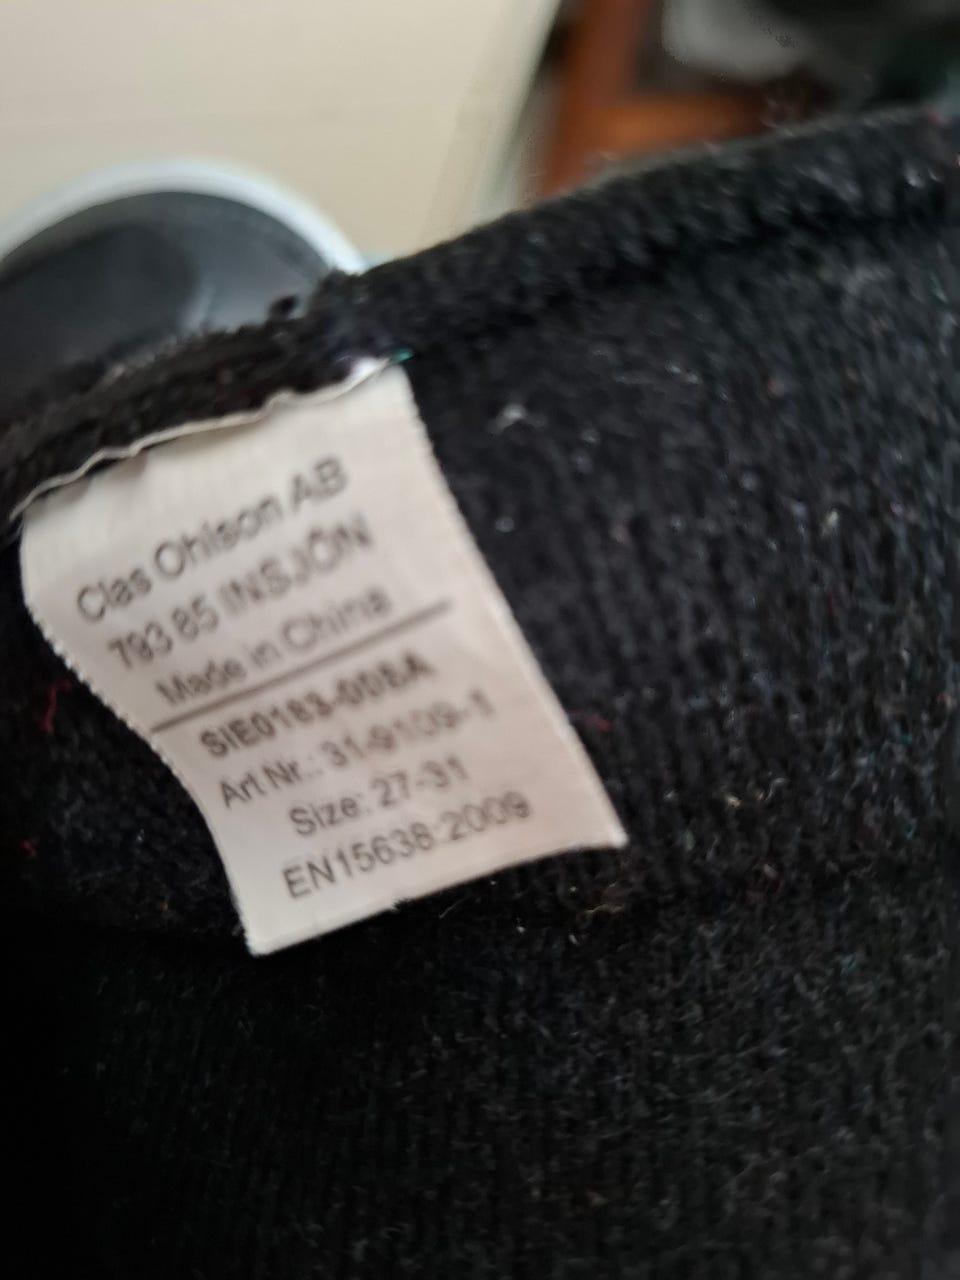 Clas Ohlson AB
793 85 INSJÖN
Made in China
SIE0183-008A
Art Nr.: 31-9109-1
Size: 27-31
EN15638:2009